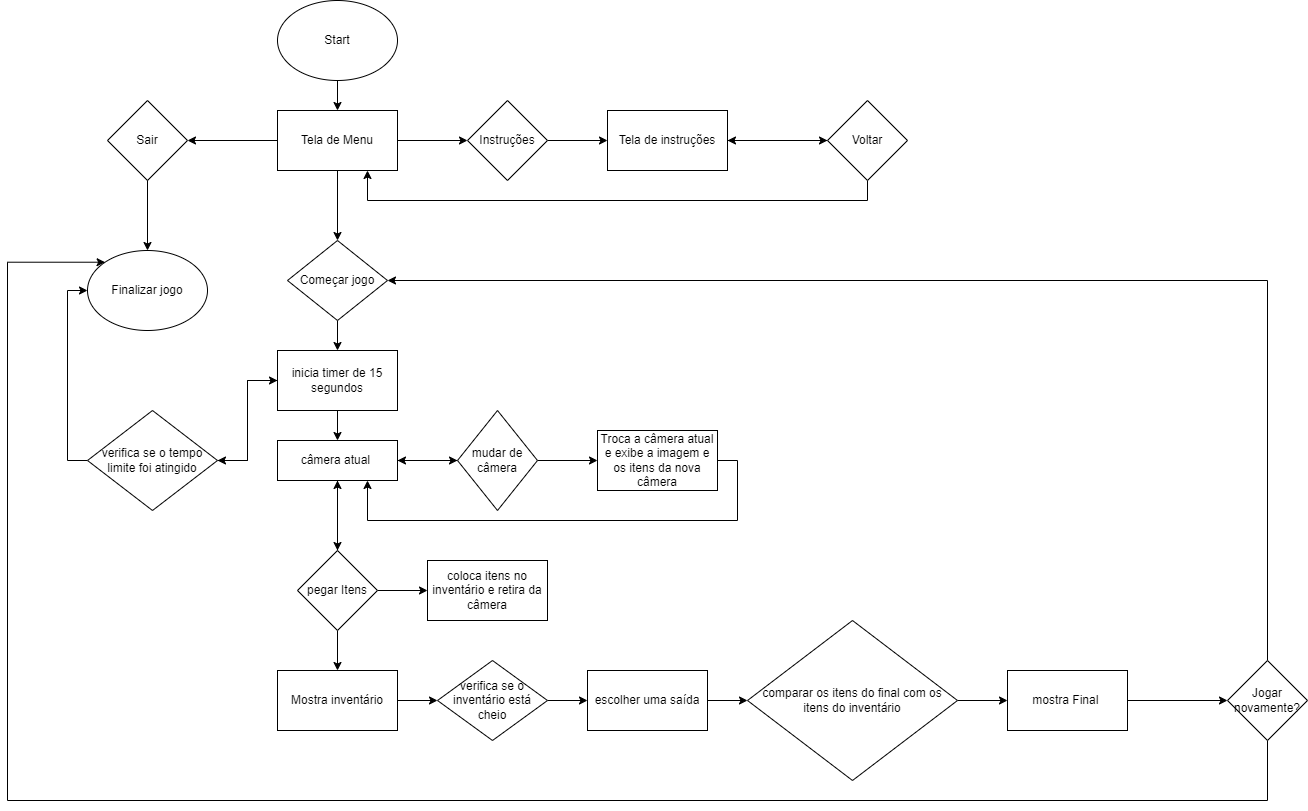 Start
Sair
Tela de Menu
Instruções
Tela de instruções
Voltar
Finalizar jogo
Começar jogo
inicia timer de 15
segundos
verifica se o tempo
limite foi atingido
câmera atual
mudar de
câmera
Troca a câmera atual
e exibe a imagem e
os itens da nova
câmera
pegar Itens
coloca itens no
inventário e retira da
câmera
Mostra inventário
verifica se o
inventário está
cheio
escolher uma saída
comparar os itens do final com os
itens do inventário
mostra Final
Jogar
novamente?